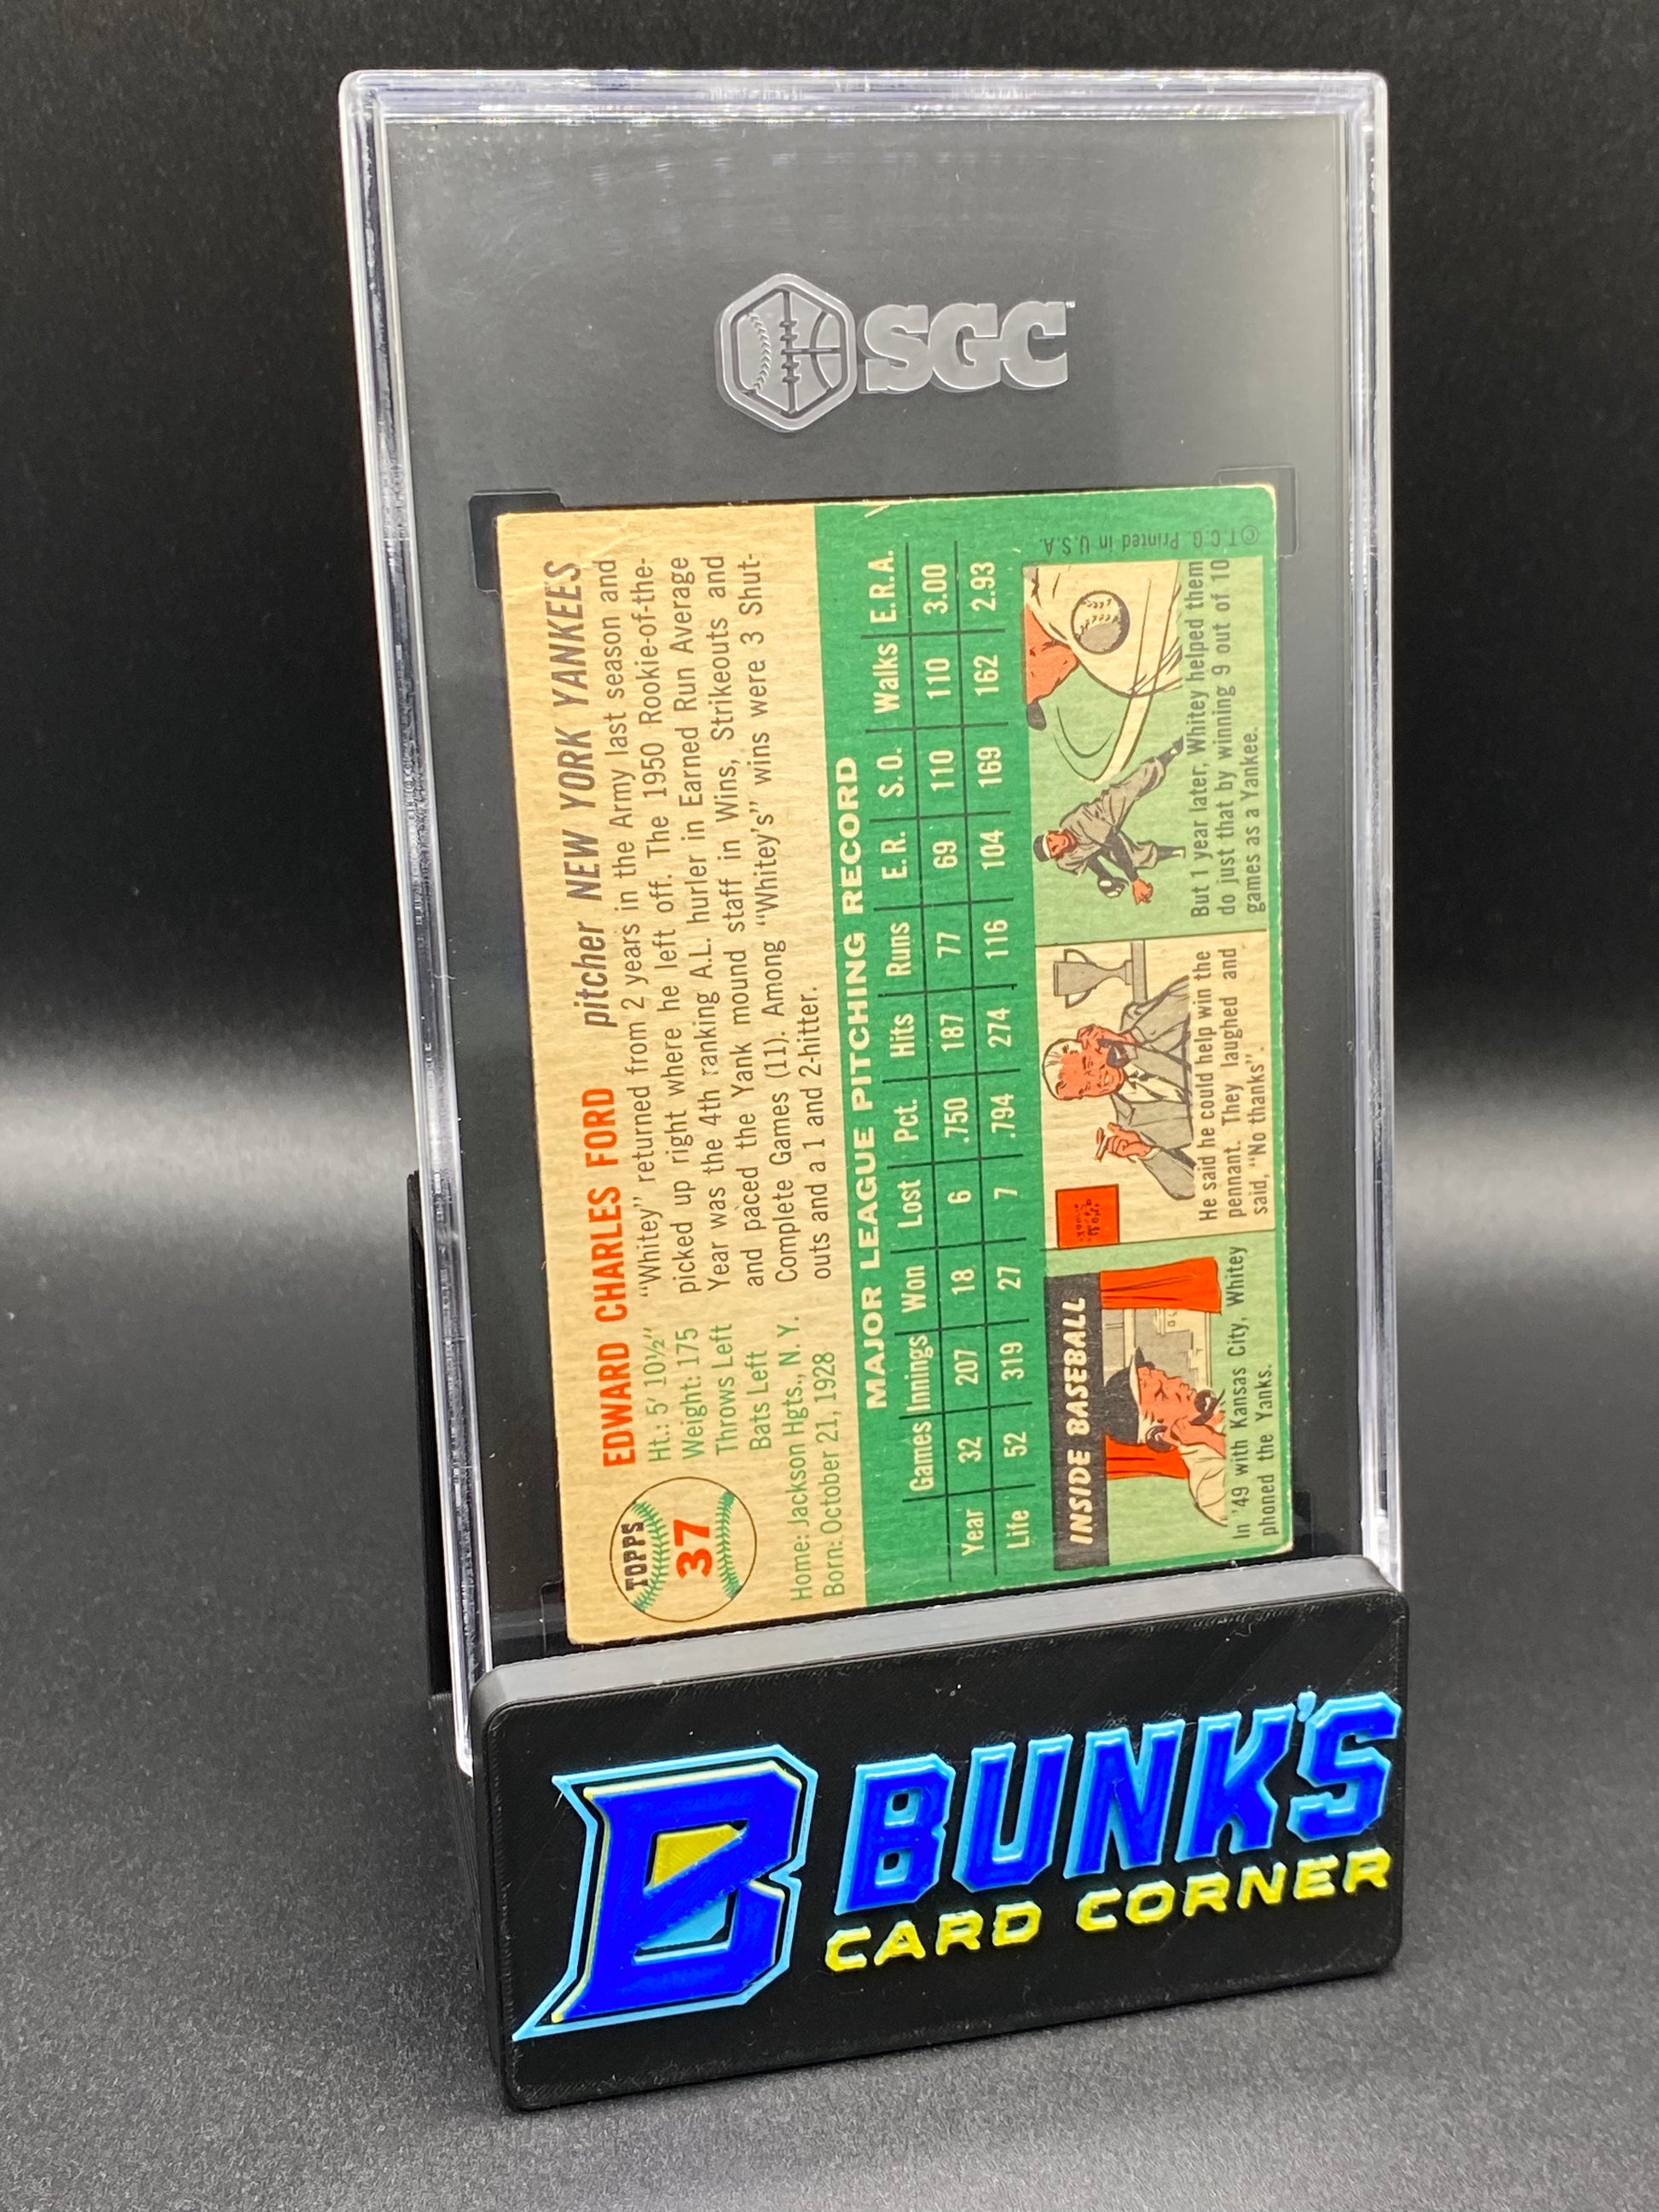 SGC
TOPPS
37
EDWARD CHARLES FORD pitcher NEW YORK YANKEES
Ht.: 5' 10½"
Weight: 175
Throws Left
Bats Left
Home: Jackson Hgts., N. Y.
Born: October 21, 1928
"Whitey" returned from 2 years in the Army last season and
picked up right where he left off. The 1950 Rookie-of-the-
Year was the 4th ranking A.L. hurler in Earned Run Average
and paced the Yank mound staff in Wins, Strikeouts and
Complete Games (11). Among "Whitey's" wins were 3 Shut-
outs and a 1 and 2-hitter.
MAJOR LEAGUE PITCHING RECORD
Games Innings Won Lost Pct. Hits Runs E.R. S.O. Walks E.R.A.
Year 32 207 18 6 .750 187 77 69 110 110 3.00
Life 52 319 27 7 .794 274 116 104 169 162 2.93
INSIDE BASEBALL
In '49 with Kansas City, Whitey
phoned the Yanks.
He said he could help win the
pennant. They laughed and
said, "No thanks".
But 1 year later, Whitey helped them
do just that by winning 9 out of 10
games as a Yankee.
© T.C.G. Printed in U.S.A.
B BUNK'S
CARD CORNER